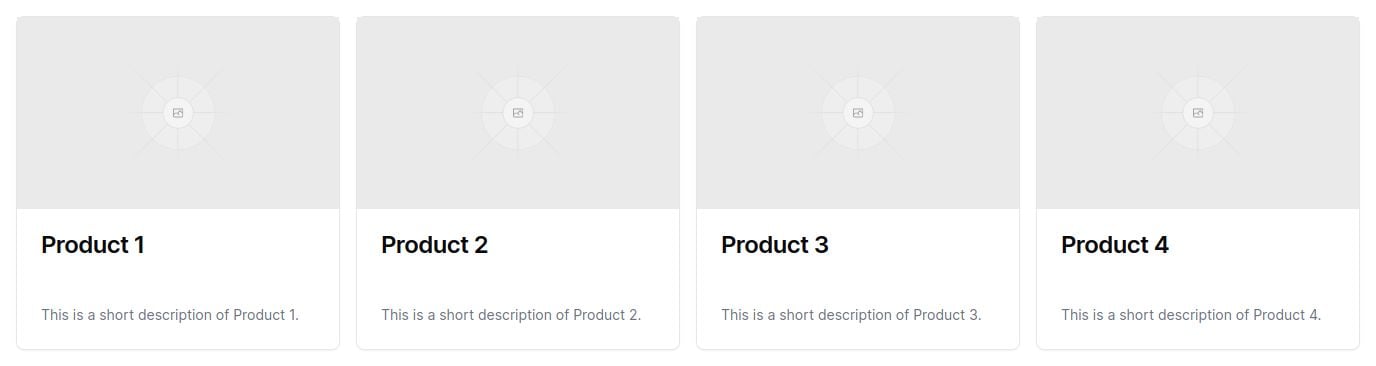 Product 1
This is a short description of Product 1.
Product 2
This is a short description of Product 2.
Product 3
This is a short description of Product 3.
Product 4
This is a short description of Product 4.